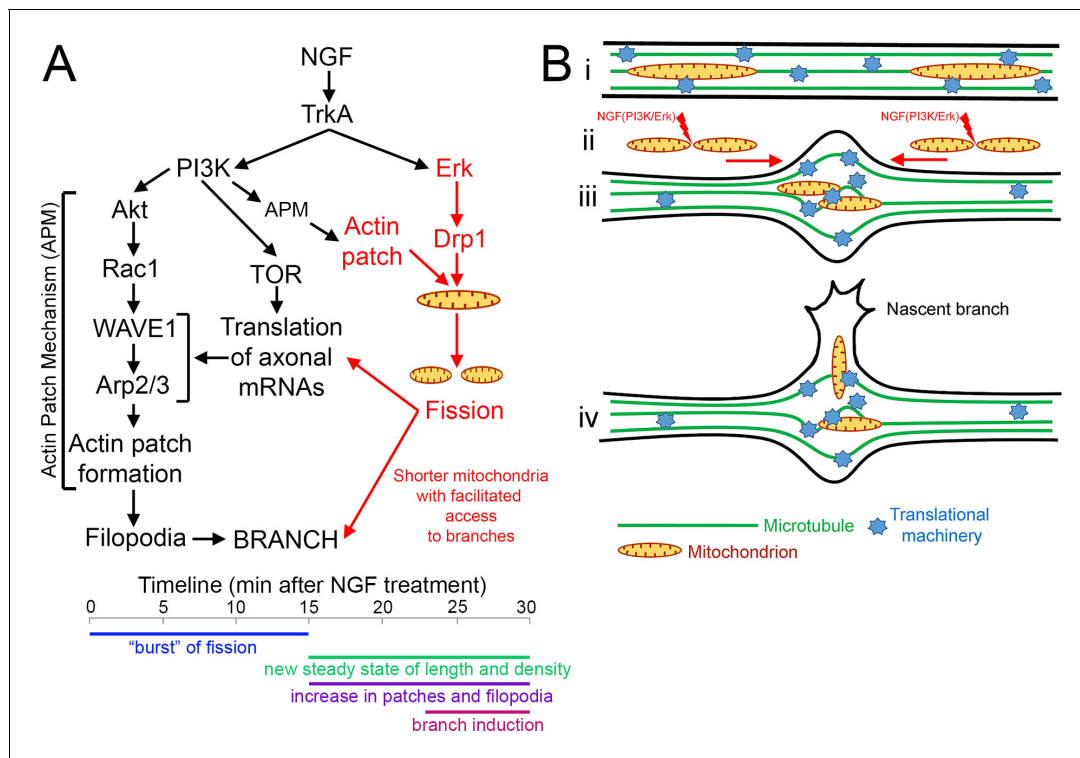 A
NGF
TrkA
PI3K
Erk
Akt
APM
Actin
patch
Drp1
Rac1
TOR
WAVE1
Translation
of axonal
mRNAs
Arp2/3
Fission
Actin patch
formation
Shorter mitochondria
with facilitated
access
to branches
Filopodia
BRANCH
Actin Patch Mechanism (APM)
Timeline (min after NGF treatment)
0 5 10 15 20 25 30
“burst” of fission
new steady state of length and density
increase in patches and filopodia
branch induction
B
i
NGF(PI3K/Erk)
NGF(PI3K/Erk)
ii
iii
Nascent branch
iv
Microtubule
Translational
machinery
Mitochondrion